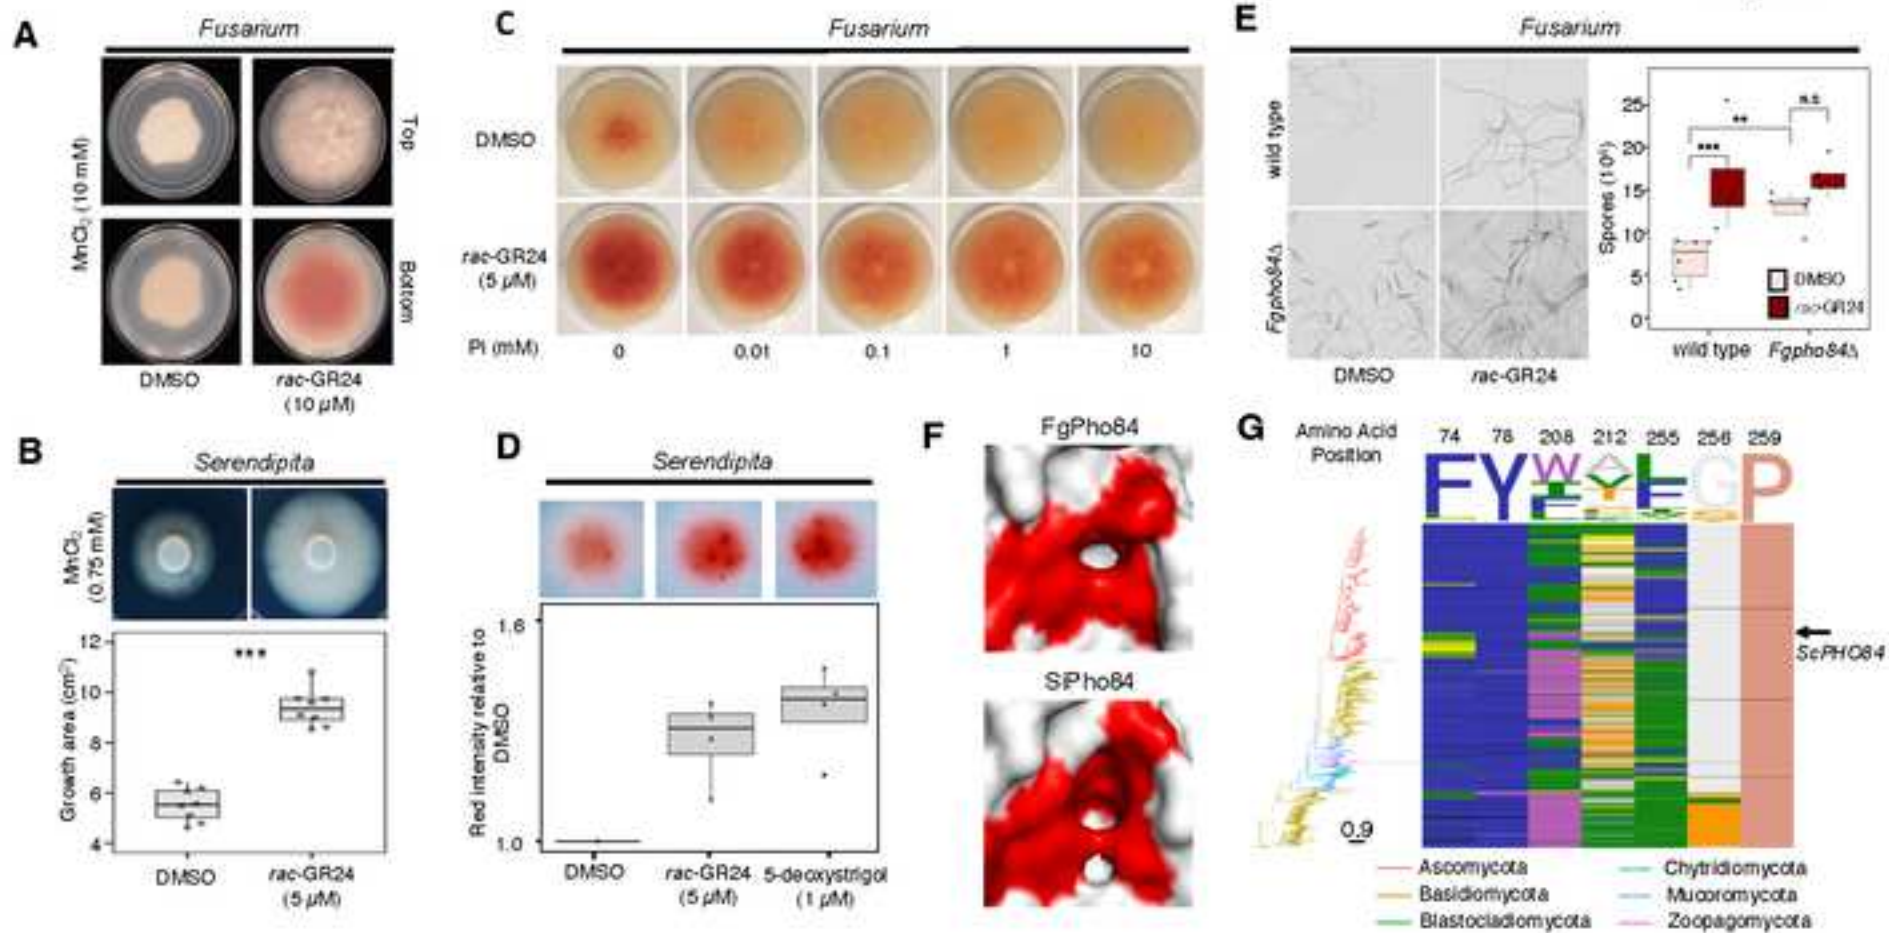 A
Fusarium
MnCl₂ (10 mM)
Top
Bottom
DMSO
rac-GR24
(10 µM)
B
Serendipita
MnCl₂
(0.75 mM)
***
Growth area (cm²)
12
10
8
6
4
DMSO
rac-GR24
(5 µM)
C
Fusarium
DMSO
rac-GR24
(5 µM)
Pi (mM)
0
0.01
0.1
1
10
D
Serendipita
Red intensity relative to
DMSO
1.6
1.0
DMSO
rac-GR24
(5 µM)
5-deoxystrigol
(1 µM)
E
Fusarium
wild type
Fgpho84Δ
DMSO
rac-GR24
Spores (10⁶)
25
20
15
10
5
0
***
**
n.s
DMSO
rac-GR24
wild type
Fgpho84Δ
F
FgPho84
SiPho84
G
Amino Acid
Position
74 78 208 212 255 256 259
F Y W L G P
ScPHO84
0.9
Ascomycota
Basidiomycota
Blastocladiomycota
Chytridiomycota
Mucoromycota
Zoopagomycota